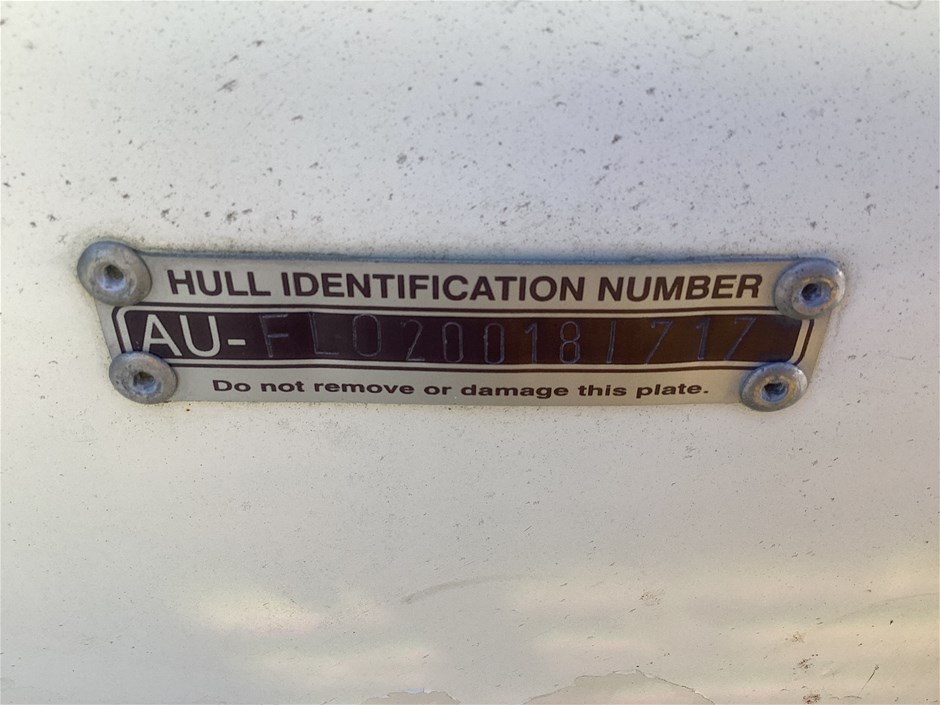 HULL IDENTIFICATION NUMBER
AU-FLO20018I717
Do not remove or damage this plate.